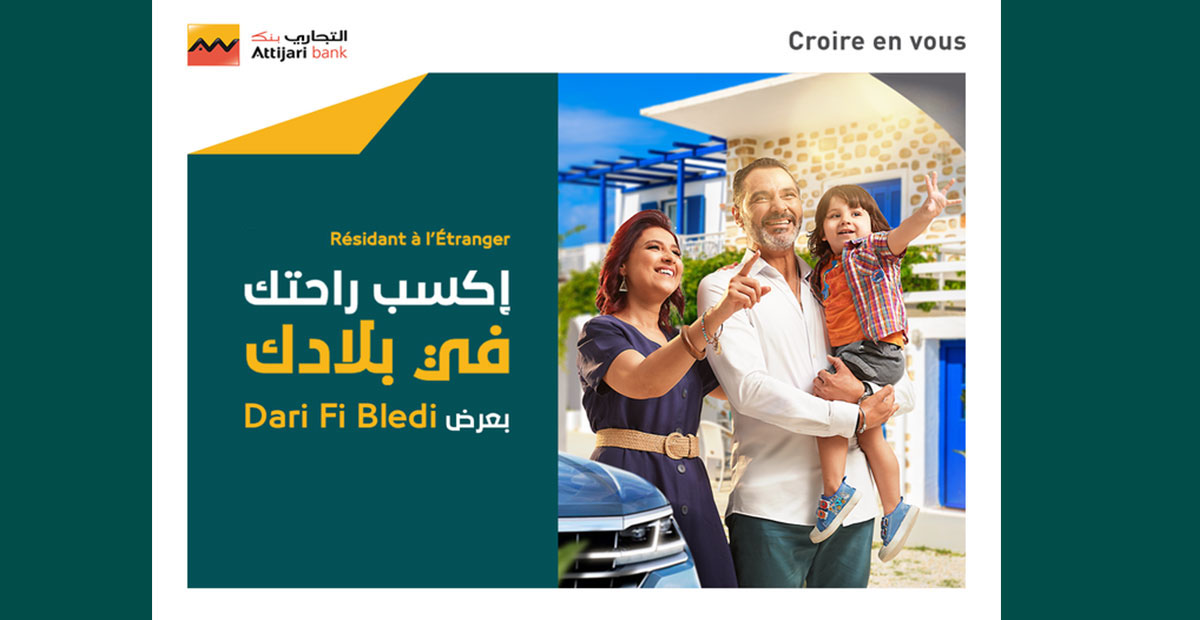 التجاري بنك
Attijari bank
Croire en vous
Résidant à l'Étranger
إكسب راحتك
في بلادك
بعرض Dari Fi Bledi